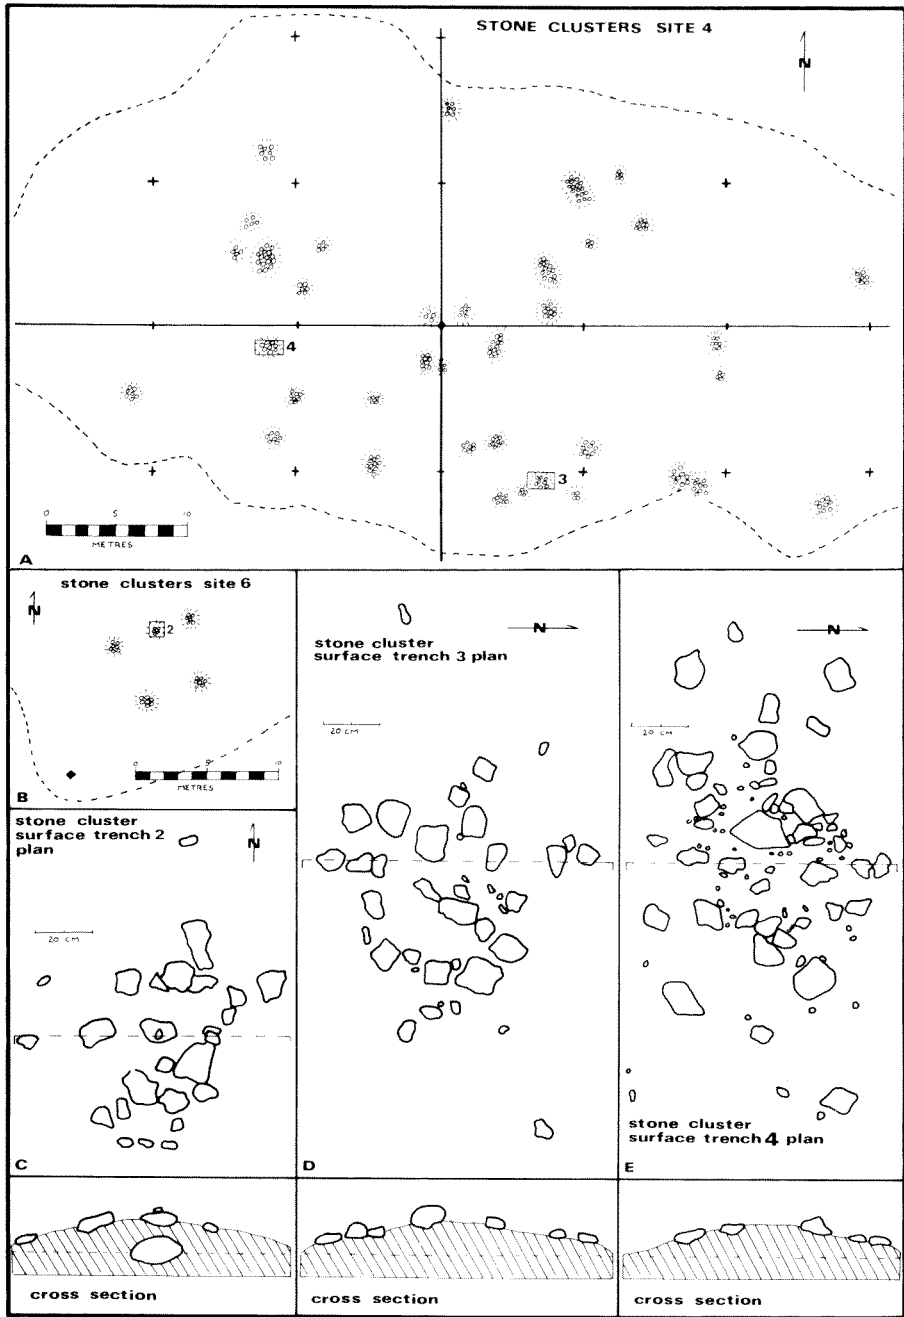 STONE CLUSTERS SITE 4
N
4
3
0 5 10
METRES
A
stone clusters site 6
N
2
0 5 10
METRES
B
stone cluster
surface trench 2
plan
N
20 CM
C
stone cluster
surface trench 3 plan
N
20 CM
D
N
20 CM
stone cluster
surface trench 4 plan
E
cross section
cross section
cross section